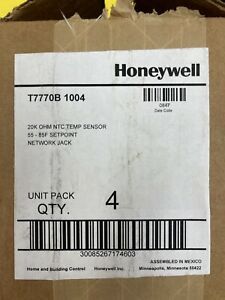 Honeywell
T7770B 1004
0847
Date Code
20K OHM NTC TEMP SENSOR
55 - 85F SETPOINT
NETWORK JACK
UNIT PACK
QTY. 4
30085267174603
ASSEMBLED IN MEXICO
Home and Building Control Honeywell Inc. Minneapolis, Minnesota 55422